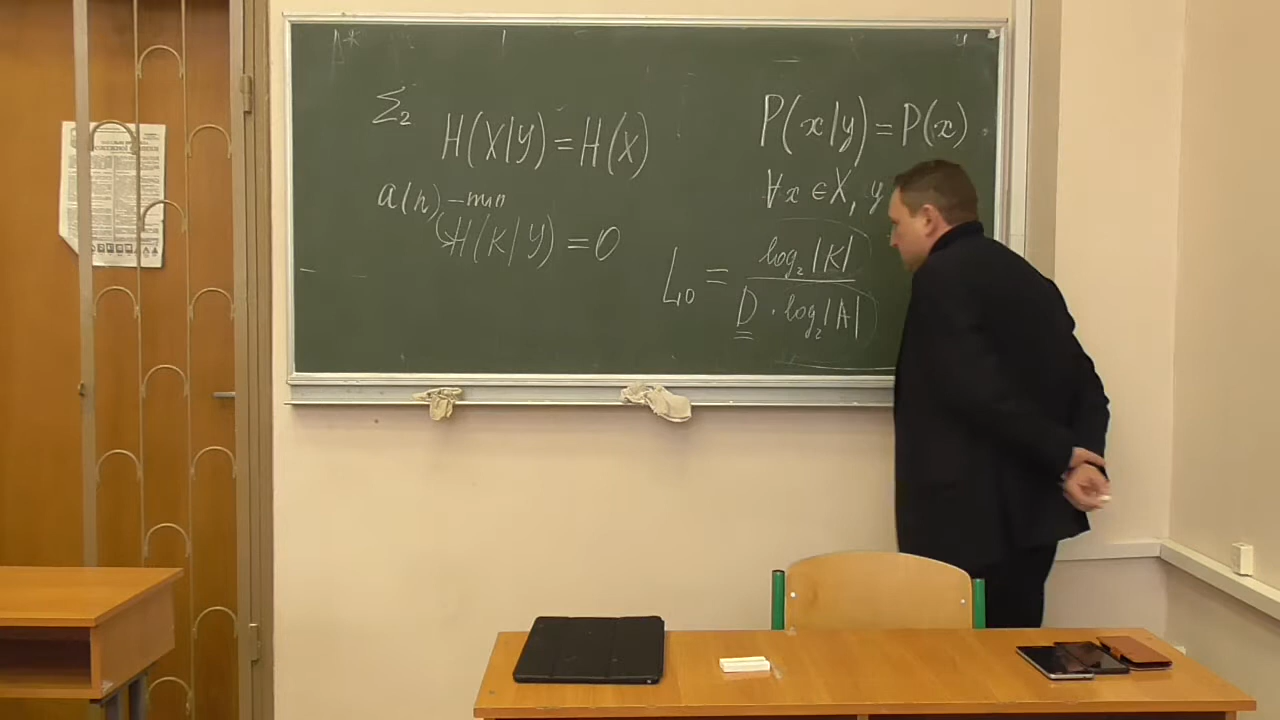 Σ₂
H(X|Y) = H(X)
a(n) – min
H(K|Y) = 0
P(x|y) = P(x)
∀x ∈ X, y
L₀ = log₂|K| / D · log₂|A|